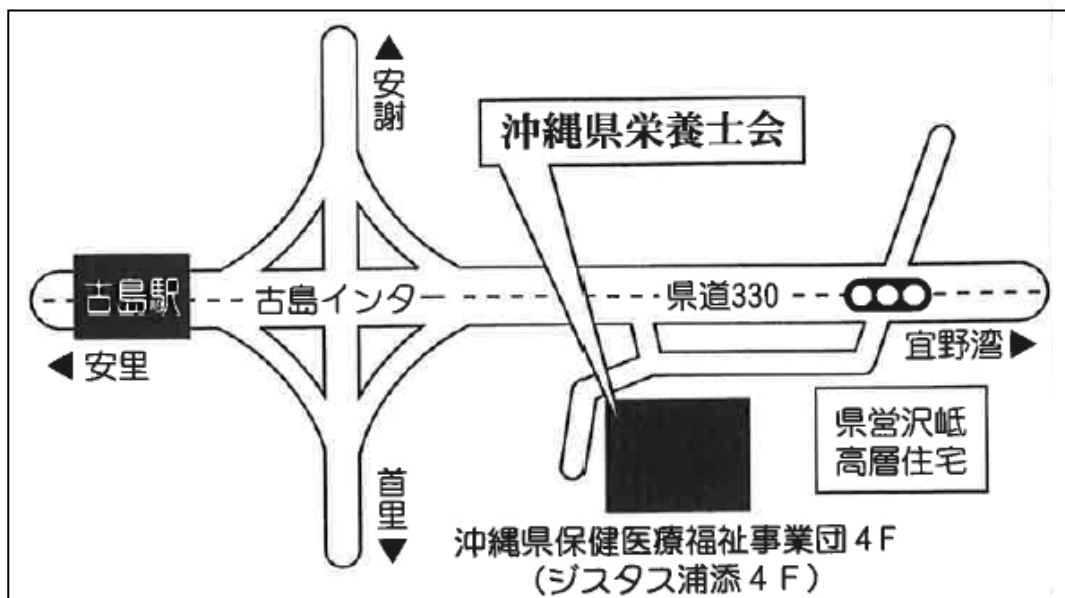 ▲安謝
沖縄県栄養士会
古島駅
古島インター
県道330
◀安里
宜野湾▶
県営沢岻
高層住宅
首里▼
沖縄県保健医療福祉事業団4F
(ジスタス浦添4F)